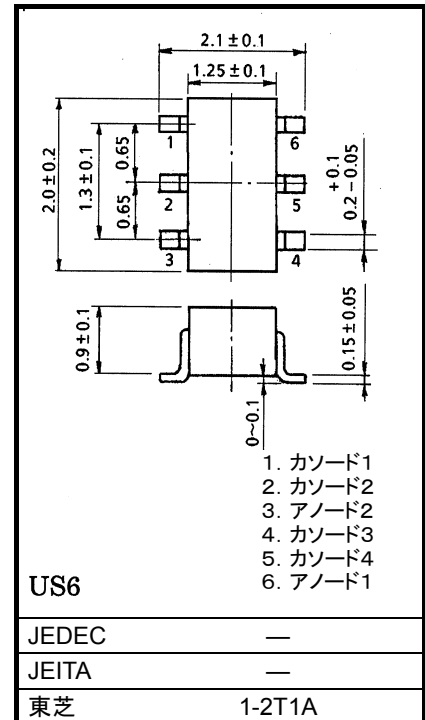 2.1±0.1
1.25±0.1
2.0±0.2
1.3±0.1
0.65
0.65
1
2
3
6
5
4
+0.1
0.2-0.05
0.9±0.1
0.15±0.05
0~0.1
1. カソード1
2. カソード2
3. アノード2
4. カソード3
5. カソード4
6. アノード1
US6
JEDEC ―
JEITA ―
東芝 1-2T1A